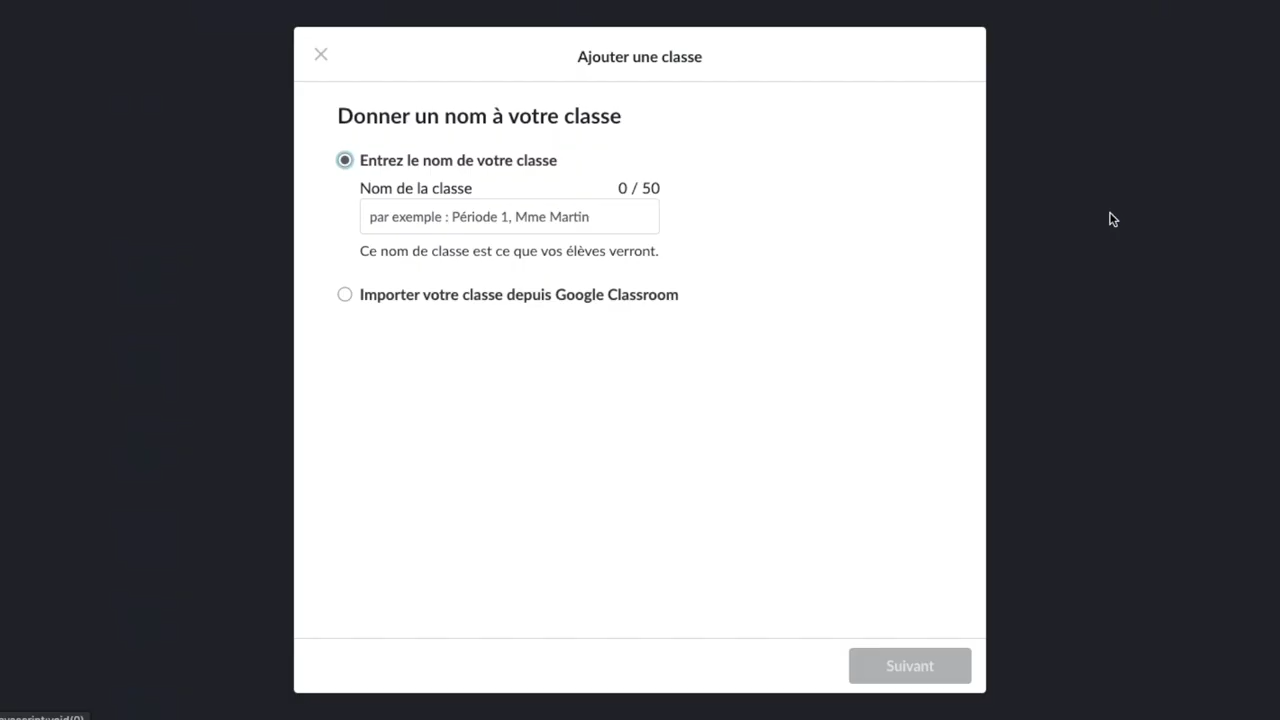 Ajouter une classe
Donner un nom à votre classe
Entrez le nom de votre classe
Nom de la classe 0 / 50
par exemple : Période 1, Mme Martin
Ce nom de classe est ce que vos élèves verront.
Importer votre classe depuis Google Classroom
Suivant